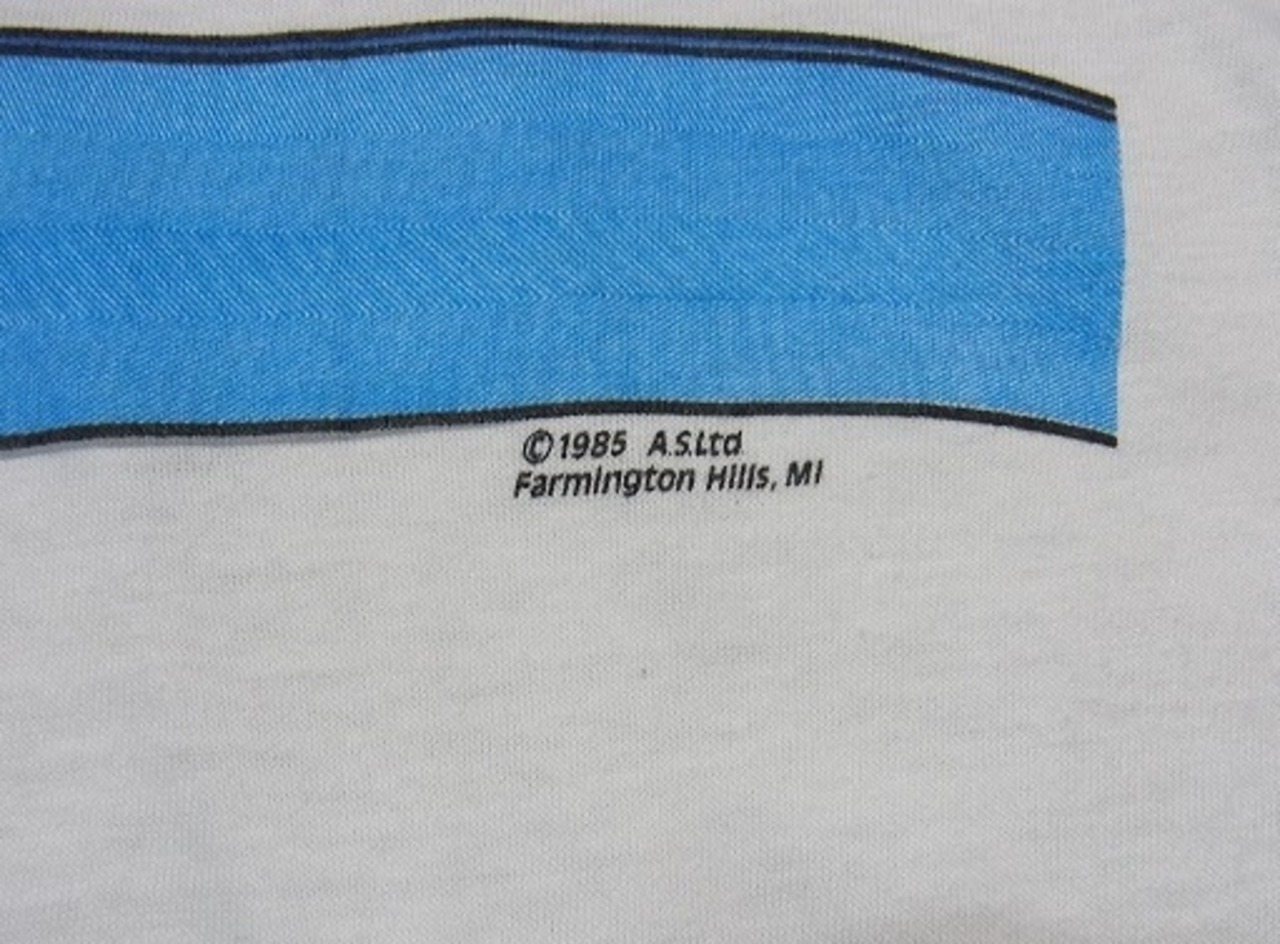 ©1985 A.S.Ltd.
Farmington Hills, MI